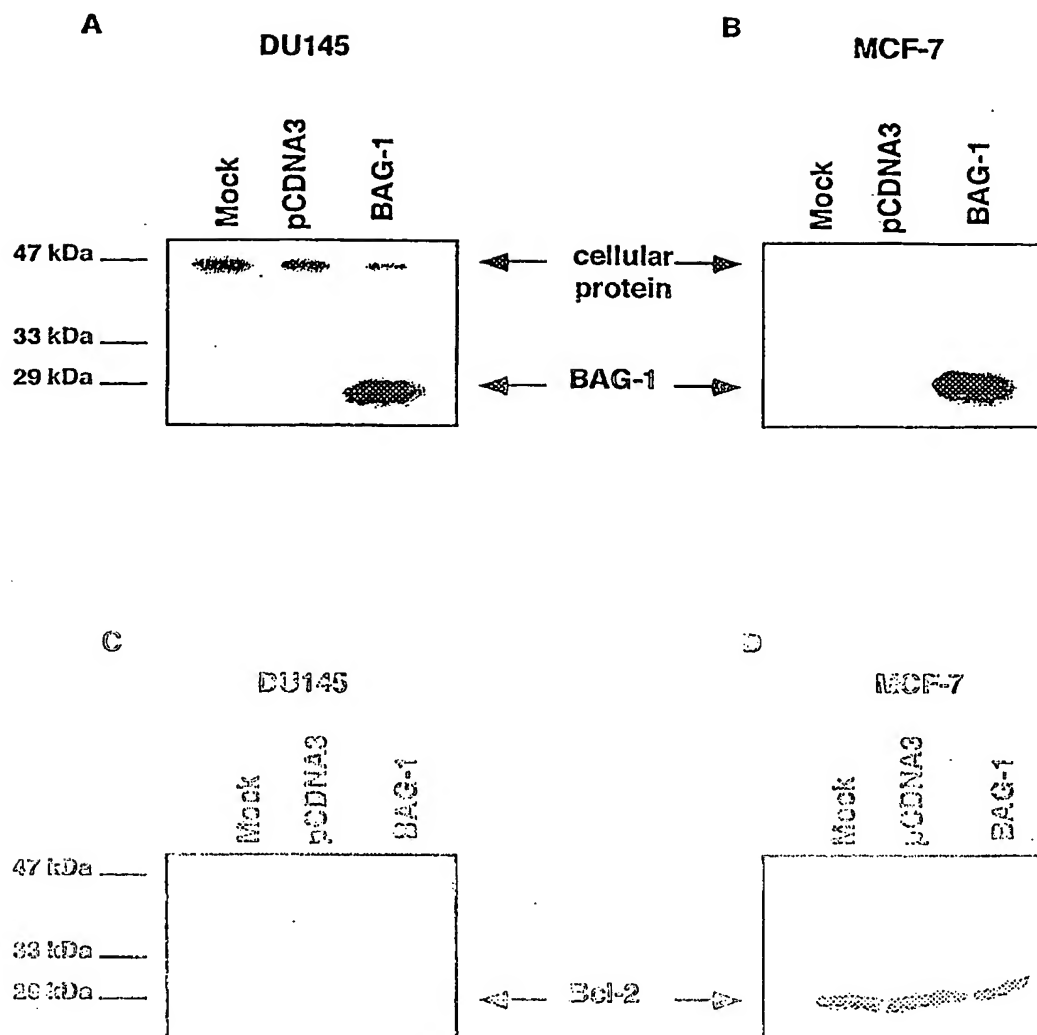 A
DU145
B
MCF-7
Mock
pCDNA3
BAG-1
Mock
pCDNA3
BAG-1
47 kDa
cellular
protein
33 kDa
29 kDa
BAG-1
C
DU145
D
MCF-7
Mock
pCDNA3
BAG-1
Mock
pCDNA3
BAG-1
47 kDa
33 kDa
29 kDa
Bcl-2